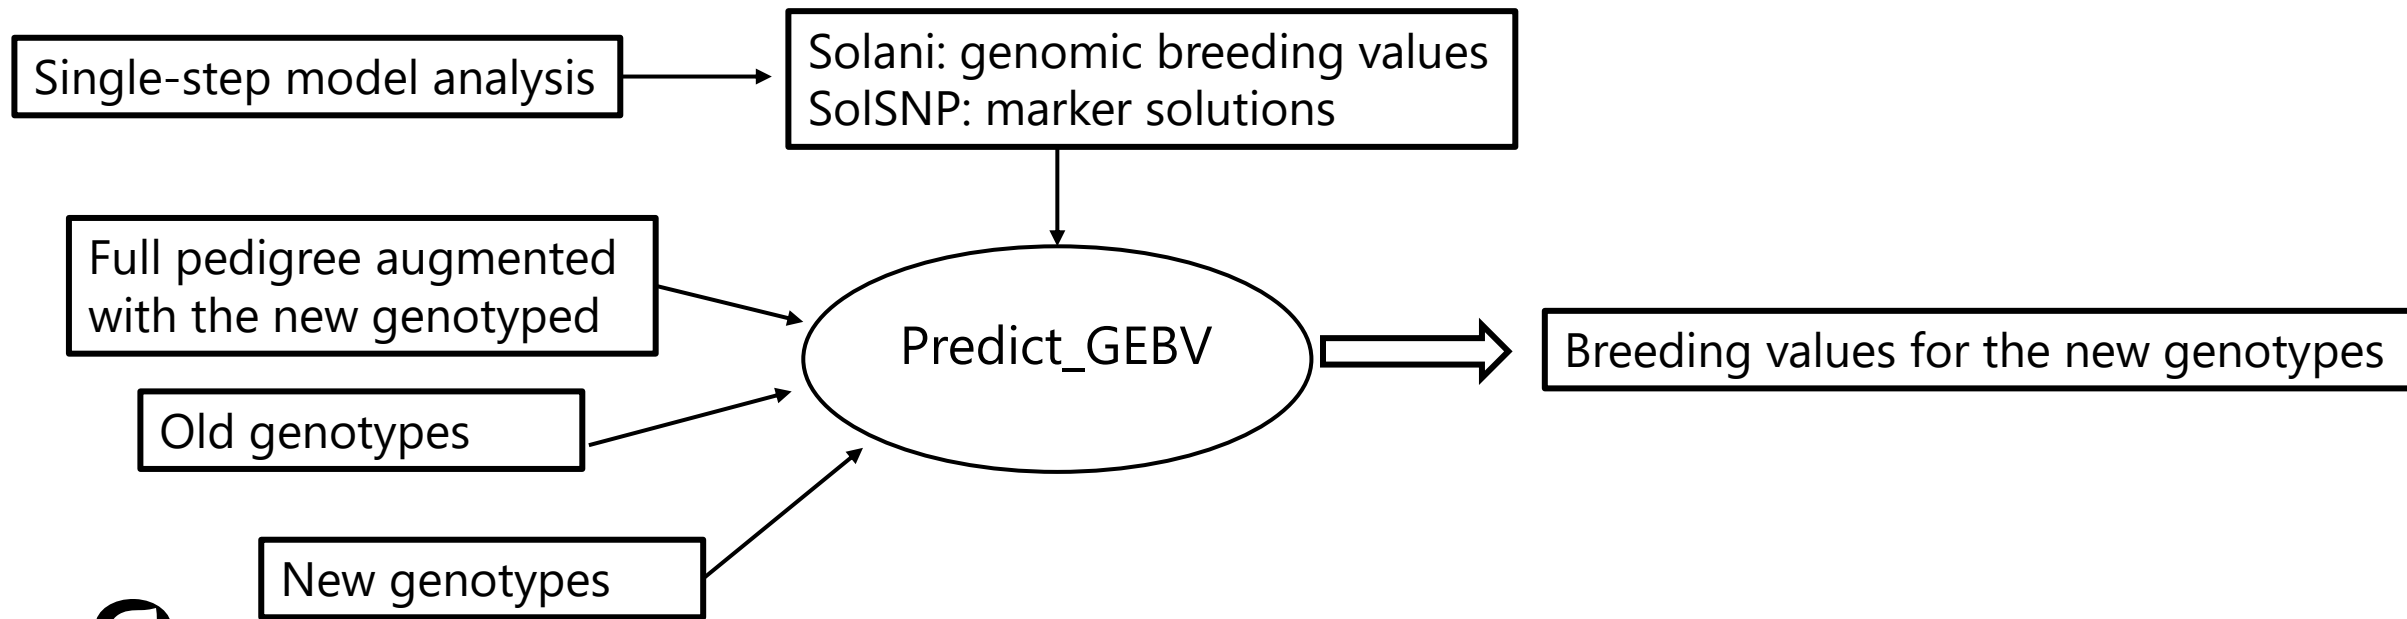 Single-step model analysis
Solani: genomic breeding values
SolSNP: marker solutions
Full pedigree augmented
with the new genotyped
Old genotypes
New genotypes
Predict_GEBV
Breeding values for the new genotypes